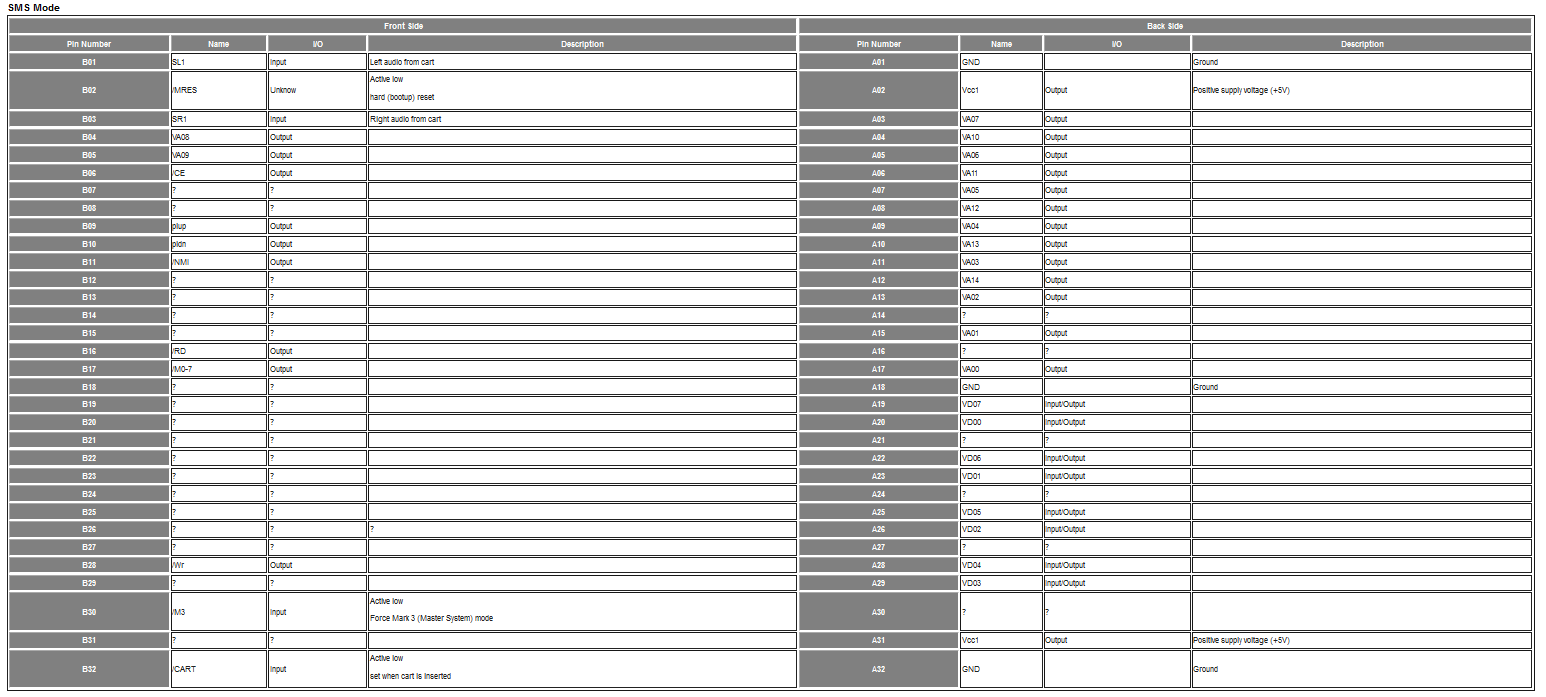 SMS Mode
Front Side Back Side
Pin Number Name I/O Description Pin Number Name I/O Description
B01 SL1 Input Left audio from cart A01 GND Ground
B02 /MRES Unknow Active low
hard (bootup) reset A02 Vcc1 Output Positive supply voltage (+5V)
B03 SR1 Input Right audio from cart A03 VA07 Output
B04 VA08 Output A04 VA10 Output
B05 VA09 Output A05 VA06 Output
B06 /CE Output A06 VA11 Output
B07 ? ? A07 VA05 Output
B08 ? ? A08 VA12 Output
B09 plup Output A09 VA04 Output
B10 pldn Output A10 VA13 Output
B11 /NMI Output A11 VA03 Output
B12 ? ? A12 VA14 Output
B13 ? ? A13 VA02 Output
B14 ? ? A14 ? ?
B15 ? ? A15 VA01 Output
B16 /RD Output A16 ? ?
B17 /M0-7 Output A17 VA00 Output
B18 ? ? A18 GND Ground
B19 ? ? A19 VD07 Input/Output
B20 ? ? A20 VD00 Input/Output
B21 ? ? A21 ? ?
B22 ? ? A22 VD06 Input/Output
B23 ? ? A23 VD01 Input/Output
B24 ? ? A24 ? ?
B25 ? ? A25 VD05 Input/Output
B26 ? ? ? A26 VD02 Input/Output
B27 ? ? A27 ? ?
B28 /Wr Output A28 VD04 Input/Output
B29 ? ? A29 VD03 Input/Output
B30 /M3 Input Active low
Force Mark 3 (Master System) mode A30 ? ?
B31 ? ? A31 Vcc1 Output Positive supply voltage (+5V)
B32 /CART Input Active low
set when cart is inserted A32 GND Ground